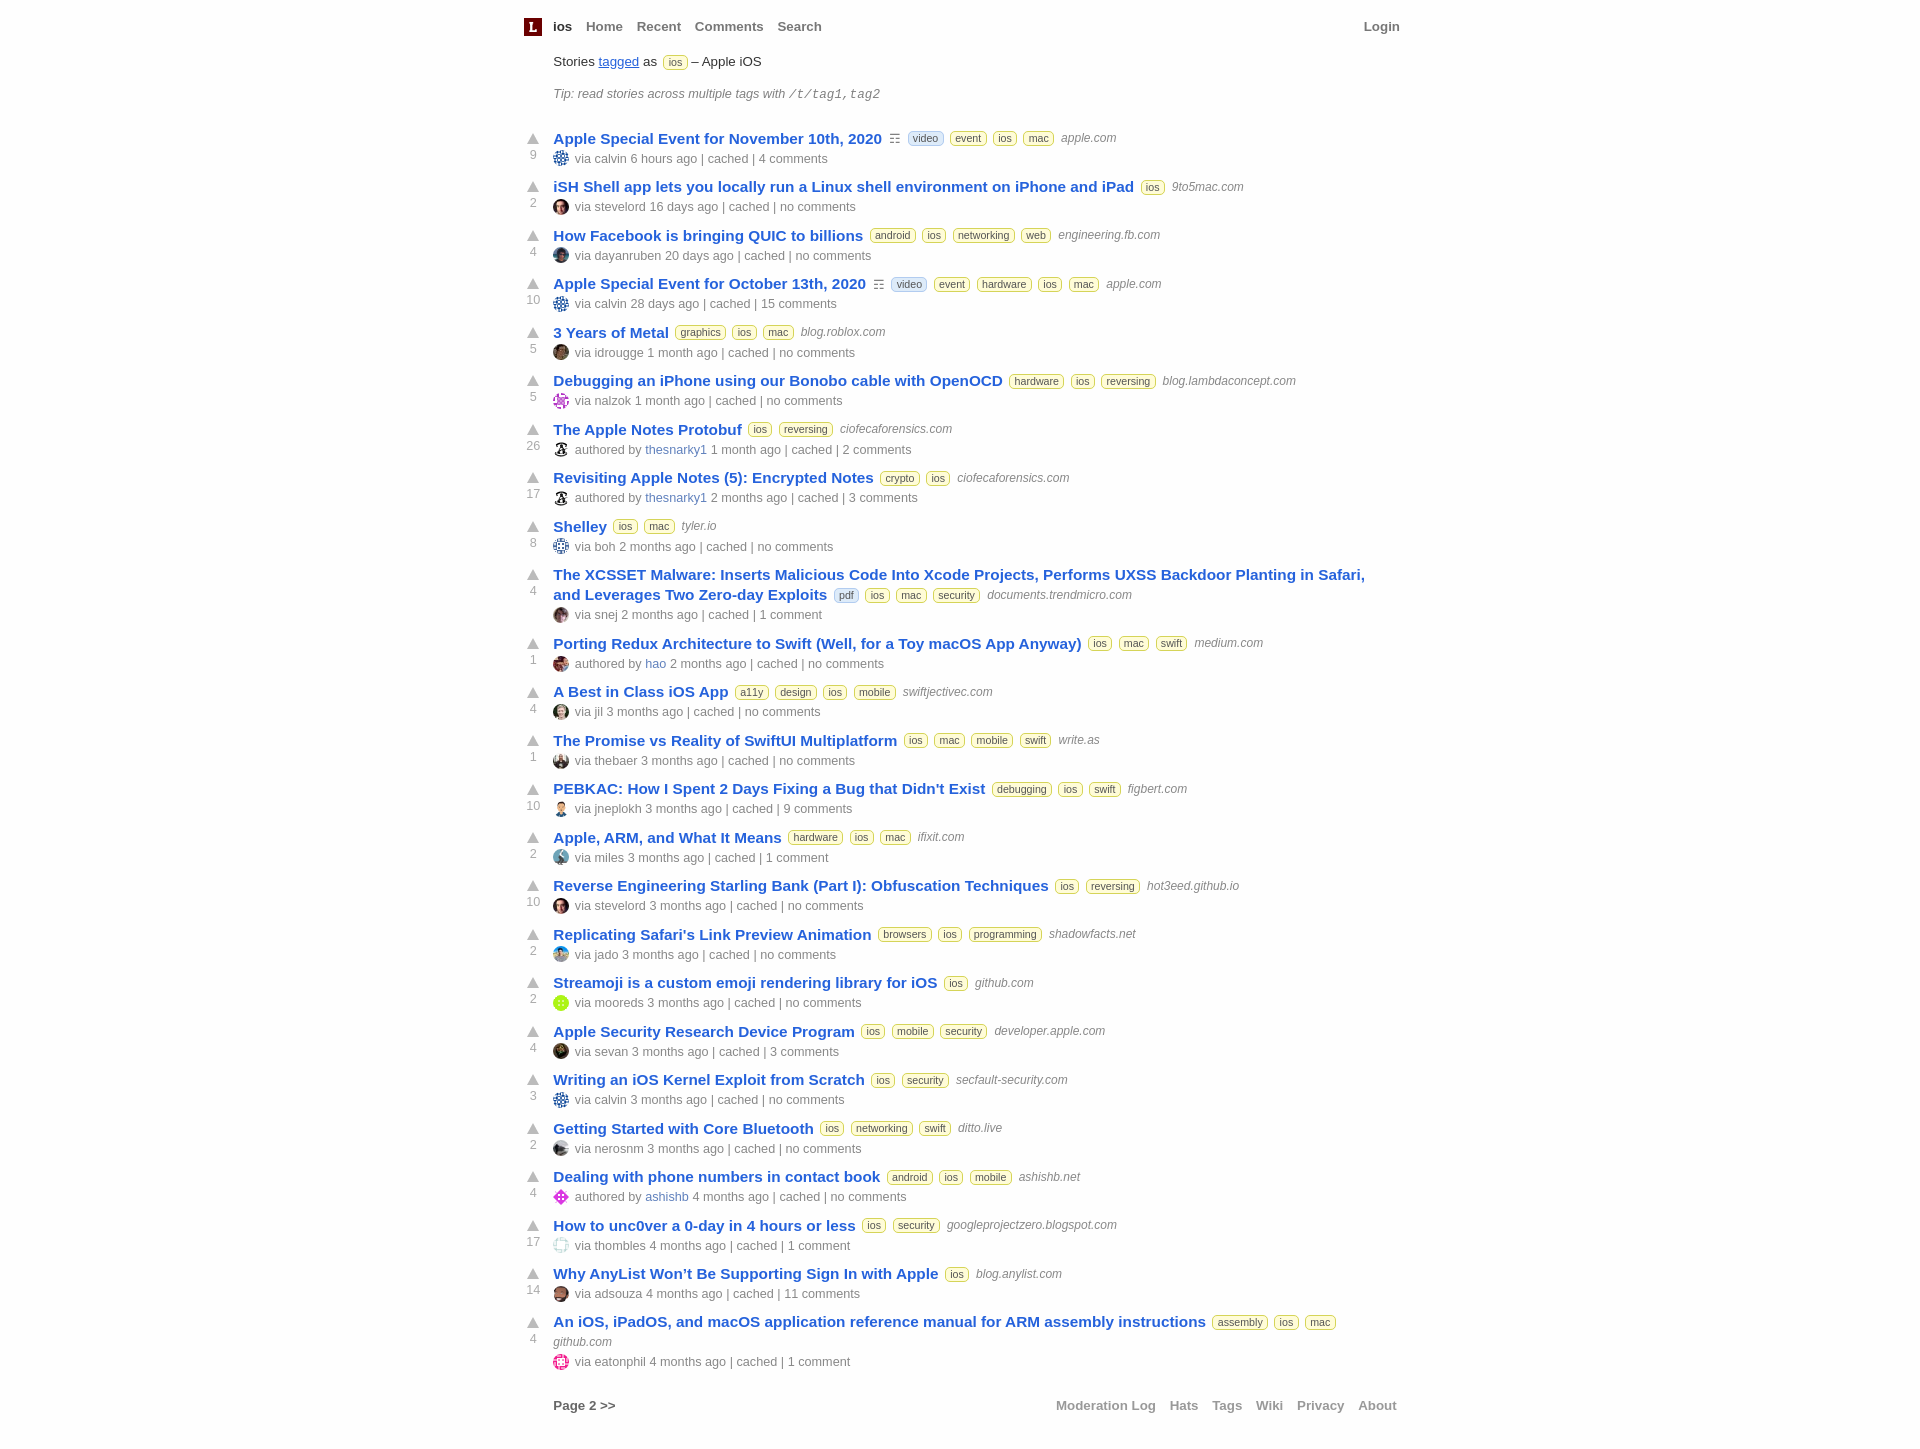 L ios Home Recent Comments Search Login
Stories tagged as ios – Apple iOS
Tip: read stories across multiple tags with /t/tag1,tag2
Apple Special Event for November 10th, 2020 ☶ video event ios mac apple.com
9
via calvin 6 hours ago | cached | 4 comments
iSH Shell app lets you locally run a Linux shell environment on iPhone and iPad ios 9to5mac.com
2
via stevelord 16 days ago | cached | no comments
How Facebook is bringing QUIC to billions android ios networking web engineering.fb.com
4
via dayanruben 20 days ago | cached | no comments
Apple Special Event for October 13th, 2020 ☶ video event hardware ios mac apple.com
10
via calvin 28 days ago | cached | 15 comments
3 Years of Metal graphics ios mac blog.roblox.com
5
via idrougge 1 month ago | cached | no comments
Debugging an iPhone using our Bonobo cable with OpenOCD hardware ios reversing blog.lambdaconcept.com
5
via nalzok 1 month ago | cached | no comments
The Apple Notes Protobuf ios reversing ciofecaforensics.com
26
authored by thesnarky1 1 month ago | cached | 2 comments
Revisiting Apple Notes (5): Encrypted Notes crypto ios ciofecaforensics.com
17
authored by thesnarky1 2 months ago | cached | 3 comments
Shelley ios mac tyler.io
8
via boh 2 months ago | cached | no comments
The XCSSET Malware: Inserts Malicious Code Into Xcode Projects, Performs UXSS Backdoor Planting in Safari,
4
and Leverages Two Zero-day Exploits pdf ios mac security documents.trendmicro.com
via snej 2 months ago | cached | 1 comment
Porting Redux Architecture to Swift (Well, for a Toy macOS App Anyway) ios mac swift medium.com
1
authored by hao 2 months ago | cached | no comments
A Best in Class iOS App a11y design ios mobile swiftjectivec.com
4
via jil 3 months ago | cached | no comments
The Promise vs Reality of SwiftUI Multiplatform ios mac mobile swift write.as
1
via thebaer 3 months ago | cached | no comments
PEBKAC: How I Spent 2 Days Fixing a Bug that Didn't Exist debugging ios swift figbert.com
10
via jneplokh 3 months ago | cached | 9 comments
Apple, ARM, and What It Means hardware ios mac ifixit.com
2
via miles 3 months ago | cached | 1 comment
Reverse Engineering Starling Bank (Part I): Obfuscation Techniques ios reversing hot3eed.github.io
10
via stevelord 3 months ago | cached | no comments
Replicating Safari's Link Preview Animation browsers ios programming shadowfacts.net
2
via jado 3 months ago | cached | no comments
Streamoji is a custom emoji rendering library for iOS ios github.com
2
via mooreds 3 months ago | cached | no comments
Apple Security Research Device Program ios mobile security developer.apple.com
4
via sevan 3 months ago | cached | 3 comments
Writing an iOS Kernel Exploit from Scratch ios security secfault-security.com
3
via calvin 3 months ago | cached | no comments
Getting Started with Core Bluetooth ios networking swift ditto.live
2
via nerosnm 3 months ago | cached | no comments
Dealing with phone numbers in contact book android ios mobile ashishb.net
4
authored by ashishb 4 months ago | cached | no comments
How to unc0ver a 0-day in 4 hours or less ios security googleprojectzero.blogspot.com
17
via thombles 4 months ago | cached | 1 comment
Why AnyList Won’t Be Supporting Sign In with Apple ios blog.anylist.com
14
via adsouza 4 months ago | cached | 11 comments
An iOS, iPadOS, and macOS application reference manual for ARM assembly instructions assembly ios mac
4
github.com
via eatonphil 4 months ago | cached | 1 comment
Page 2 >> Moderation Log Hats Tags Wiki Privacy About